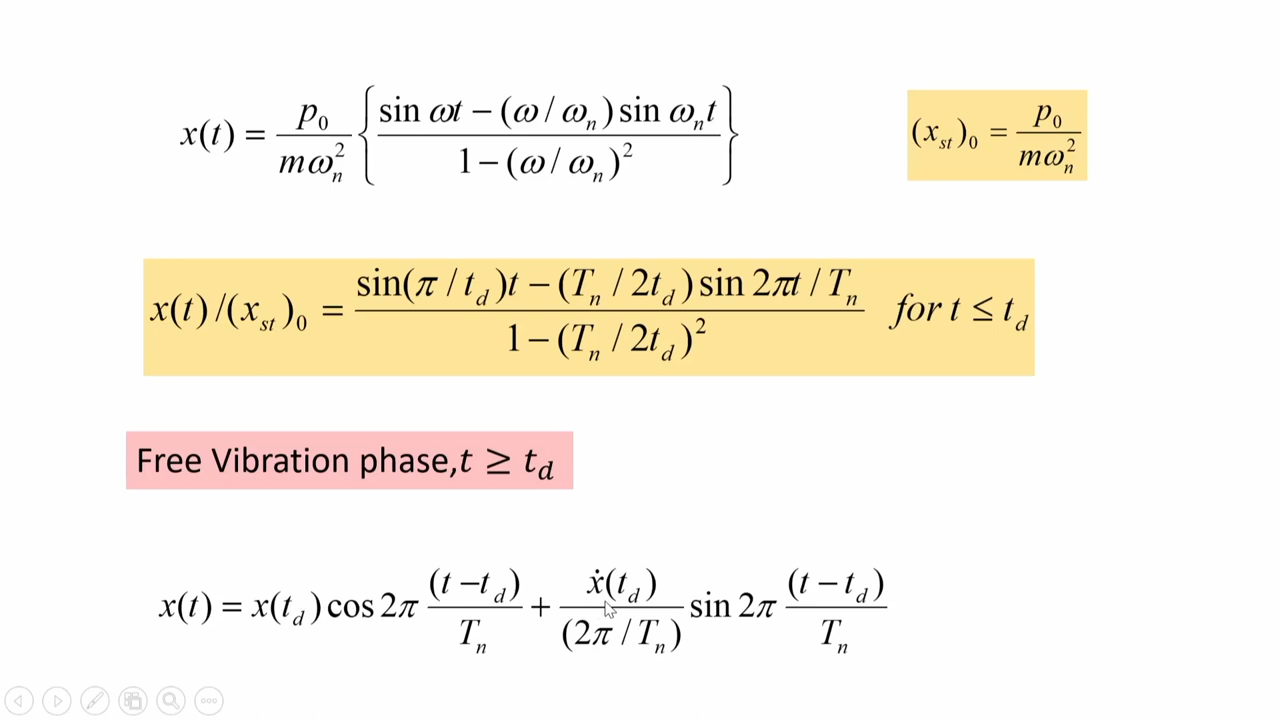 x(t) = p₀/(mωₙ²) { (sin ωt − (ω / ωₙ) sin ωₙt) / (1 − (ω / ωₙ)²) }
(x_st)₀ = p₀/(mωₙ²)
x(t) /(x_st)₀ = (sin(π / t_d)t − (Tₙ / 2t_d) sin 2πt / Tₙ) / (1 − (Tₙ / 2t_d)²) for t ≤ t_d
Free Vibration phase,t ≥ t_d
x(t) = x(t_d) cos 2π (t − t_d)/Tₙ + ẋ(t_d)/(2π / Tₙ) sin 2π (t − t_d)/Tₙ